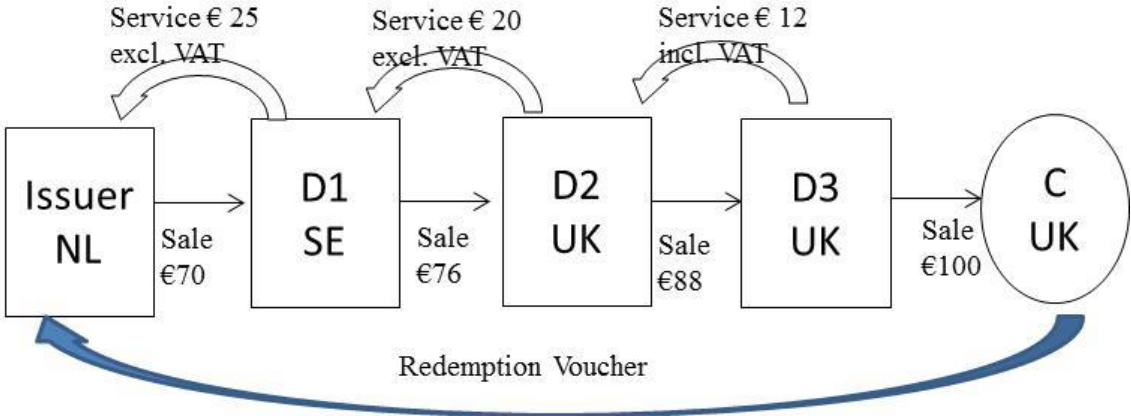 Service € 25
excl. VAT
Service € 20
excl. VAT
Service € 12
incl. VAT
Issuer
NL
Sale
€70
D1
SE
Sale
€76
D2
UK
Sale
€88
D3
UK
Sale
€100
C
UK
Redemption Voucher